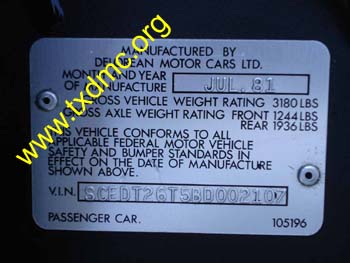 MANUFACTURED BY
DELOREAN MOTOR CARS LTD.
MONTH AND YEAR
OF MANUFACTURE JUL.81
GROSS VEHICLE WEIGHT RATING 3180 LBS
GROSS AXLE WEIGHT RATING FRONT 1244 LBS
REAR 1936 LBS
THIS VEHICLE CONFORMS TO ALL
APPLICABLE FEDERAL MOTOR VEHICLE
SAFETY AND BUMPER STANDARDS IN
EFFECT ON THE DATE OF MANUFACTURE
SHOWN ABOVE.
V.I.N. SCEDT26T5BD002107
PASSENGER CAR. 105196
www.txdmc.org